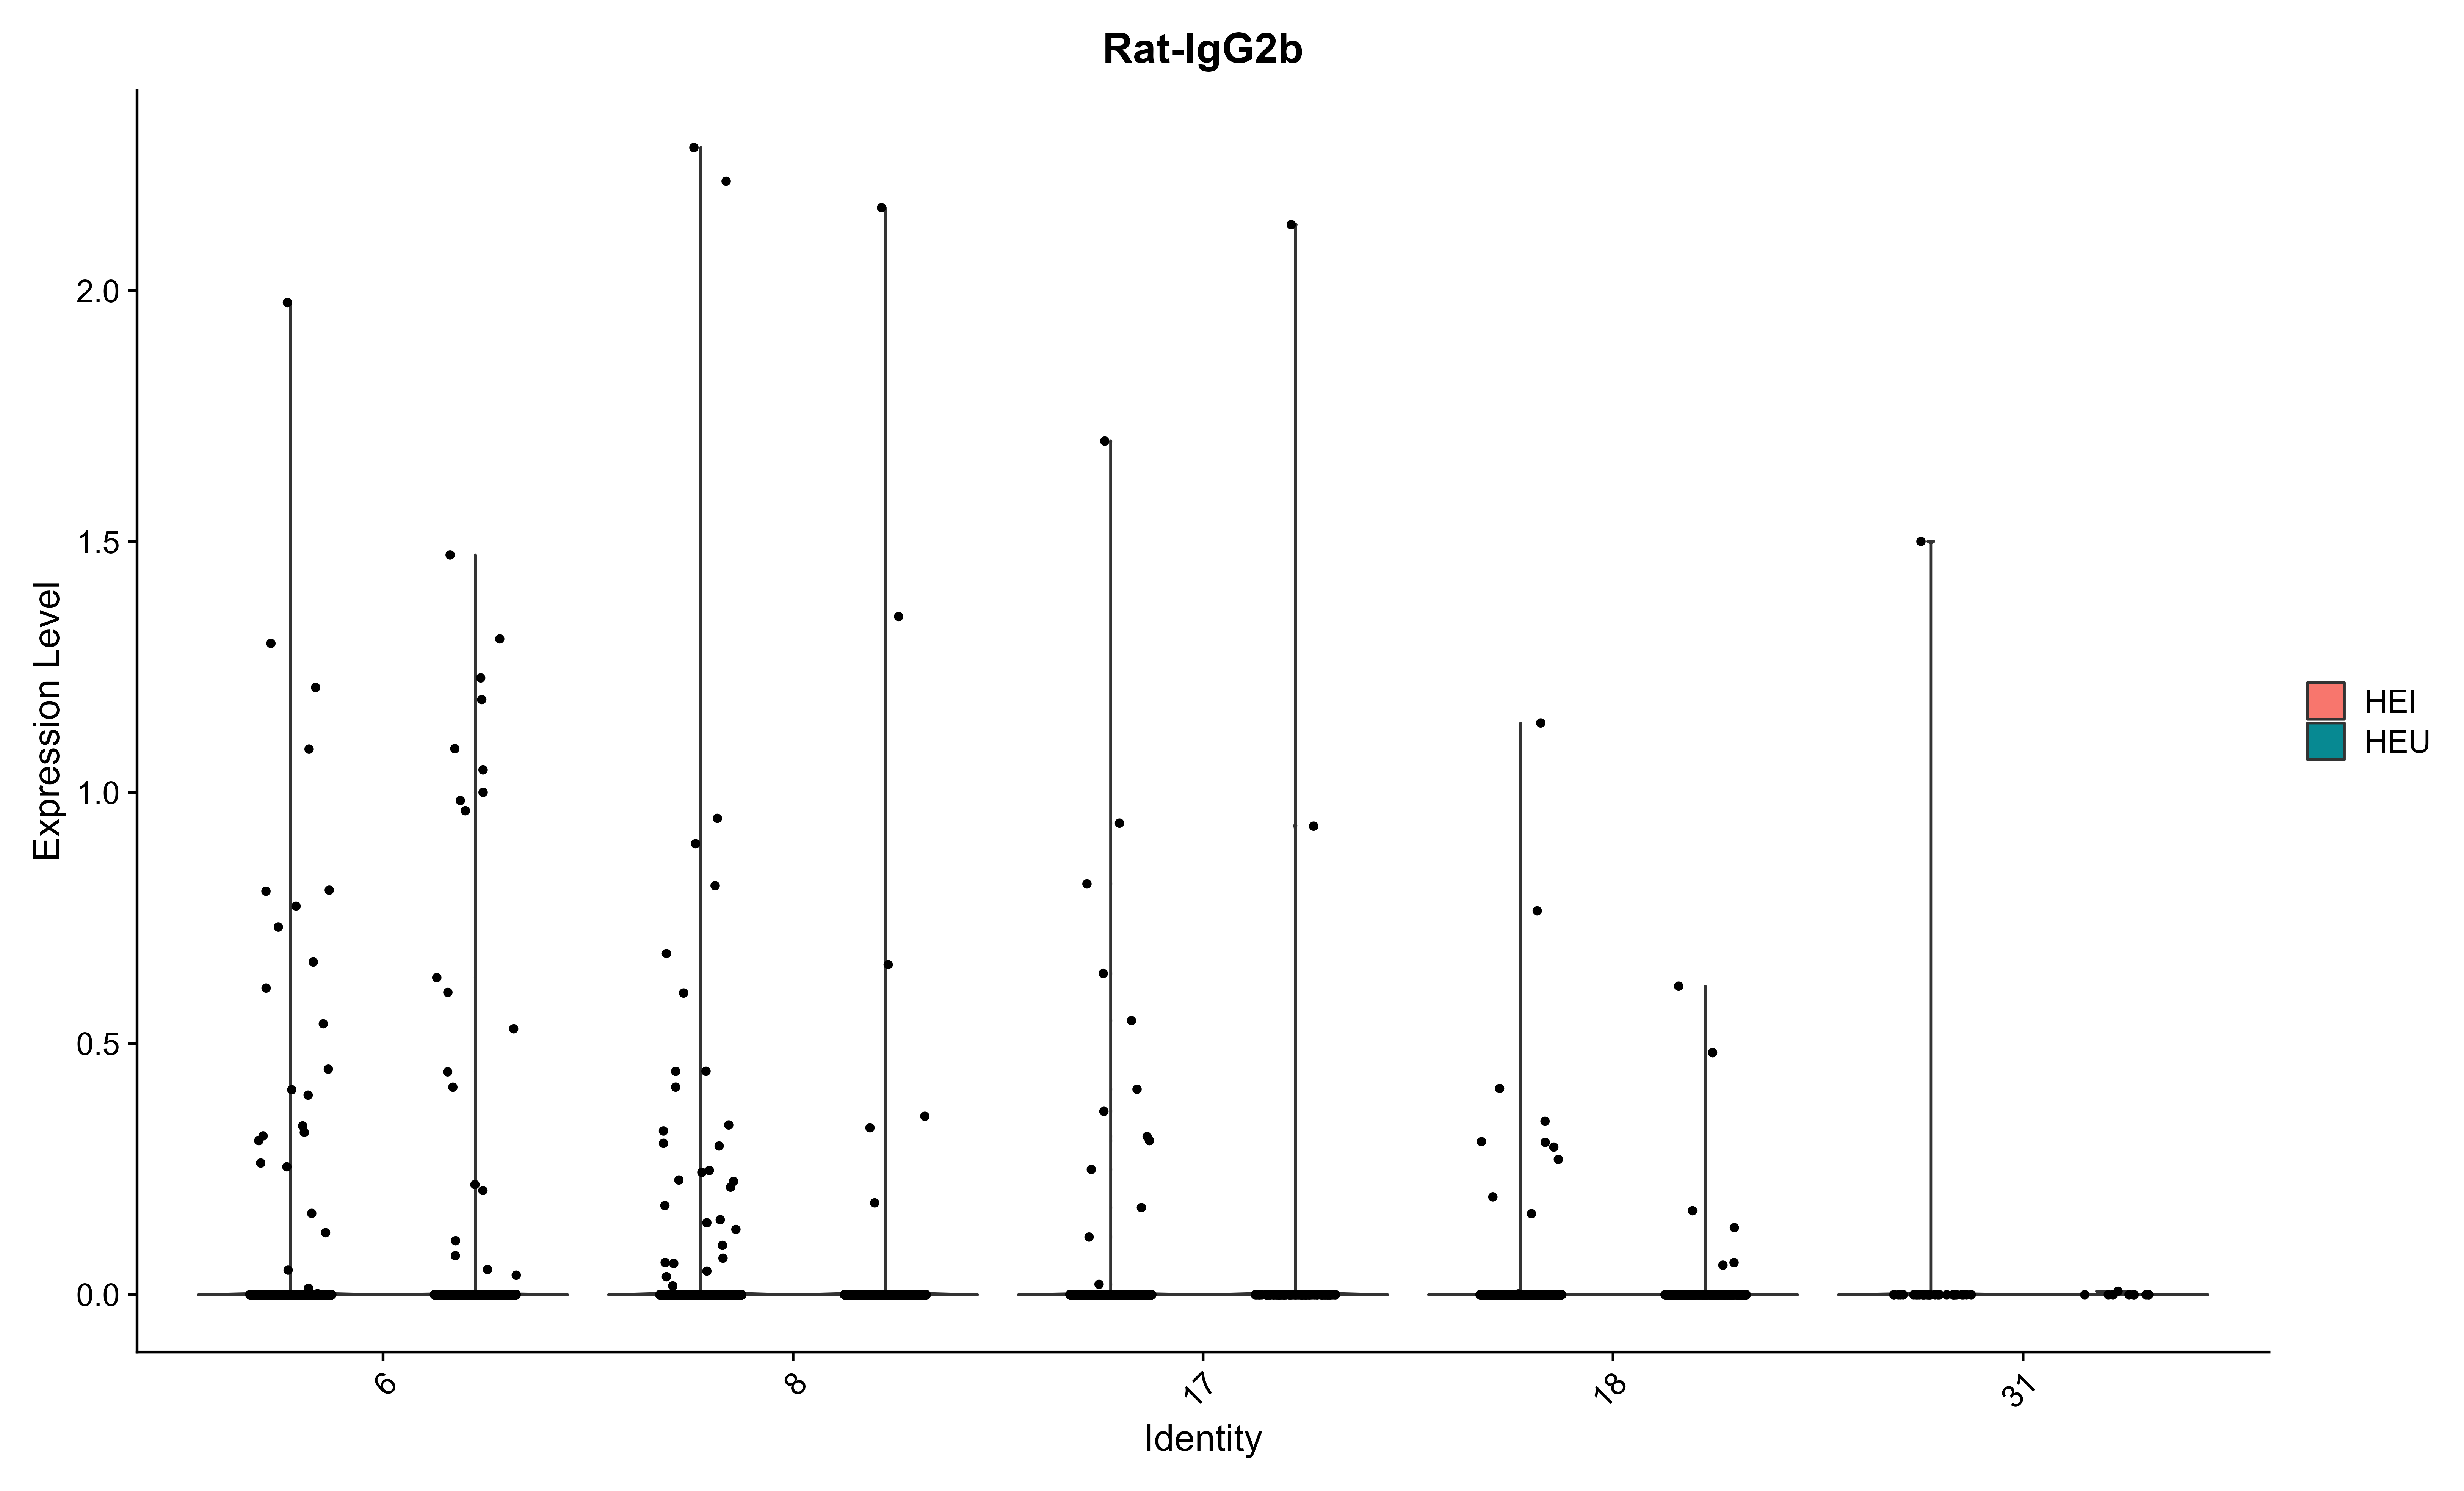 Rat-IgG2b
Expression Level
2.0
1.5
1.0
0.5
0.0
6
8
17
18
31
Identity
HEI
HEU